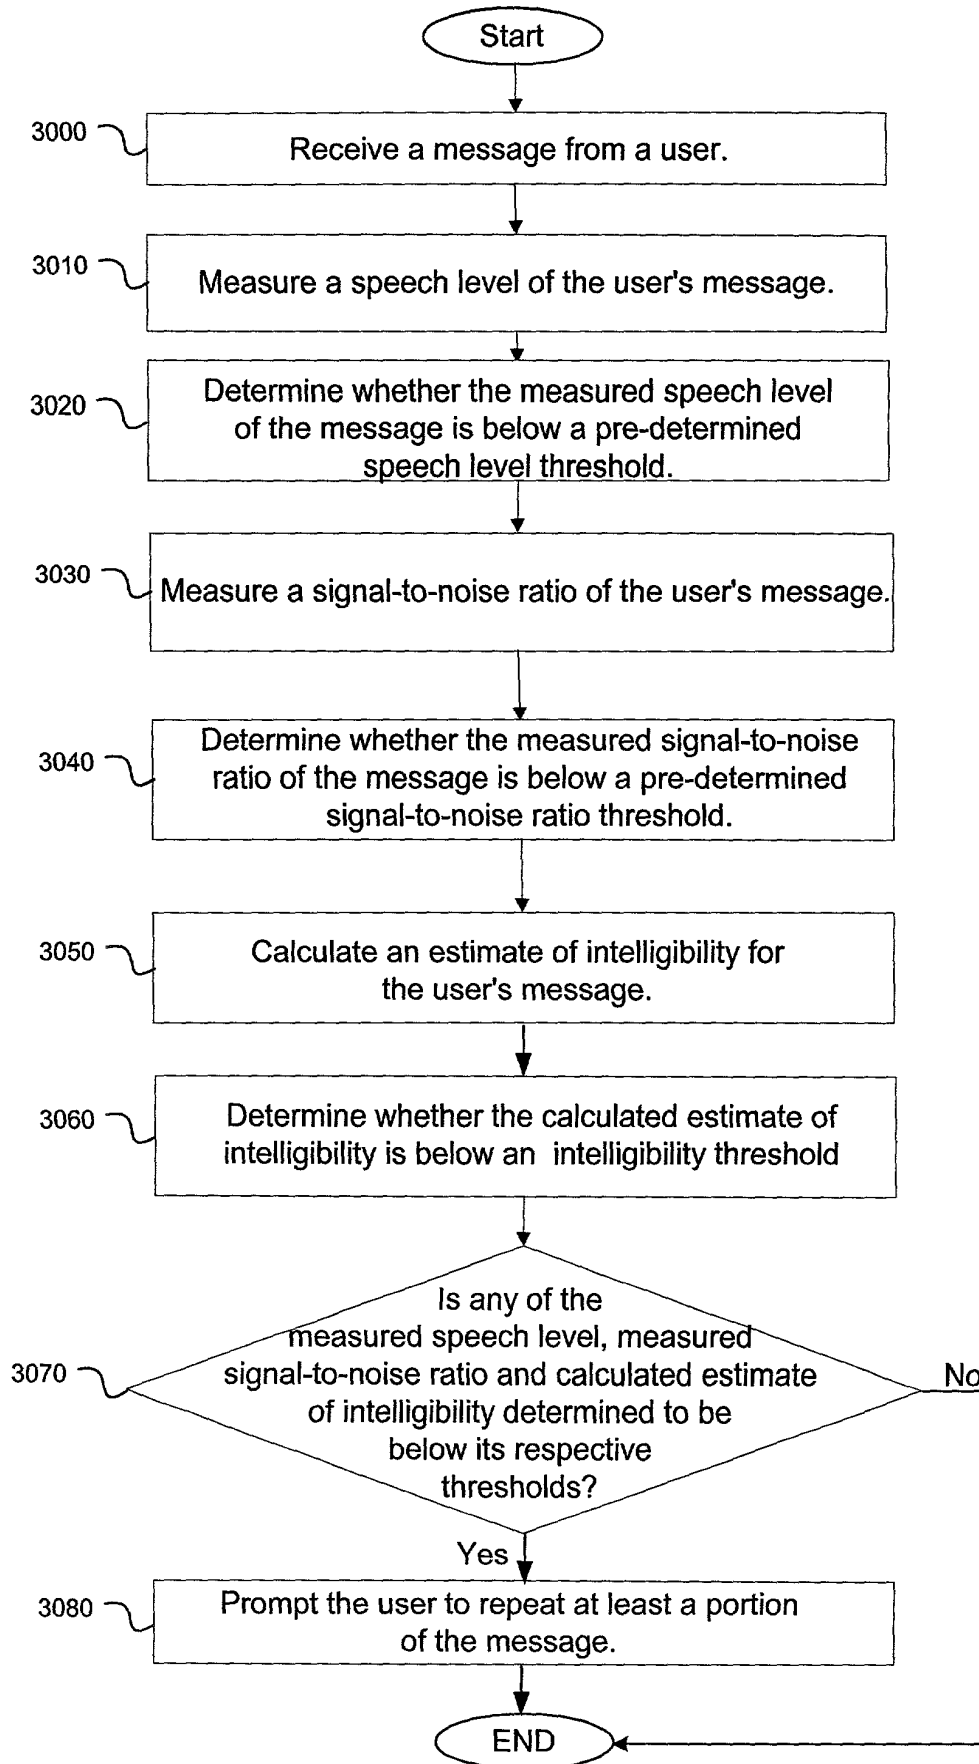 Start
3000
Receive a message from a user.
3010
Measure a speech level of the user's message.
3020
Determine whether the measured speech level
of the message is below a pre-determined
speech level threshold.
3030
Measure a signal-to-noise ratio of the user's message.
3040
Determine whether the measured signal-to-noise
ratio of the message is below a pre-determined
signal-to-noise ratio threshold.
3050
Calculate an estimate of intelligibility for
the user's message.
3060
Determine whether the calculated estimate of
intelligibility is below an intelligibility threshold
3070
Is any of the
measured speech level, measured
signal-to-noise ratio and calculated estimate
of intelligibility determined to be
below its respective
thresholds?
No
Yes
3080
Prompt the user to repeat at least a portion
of the message.
END